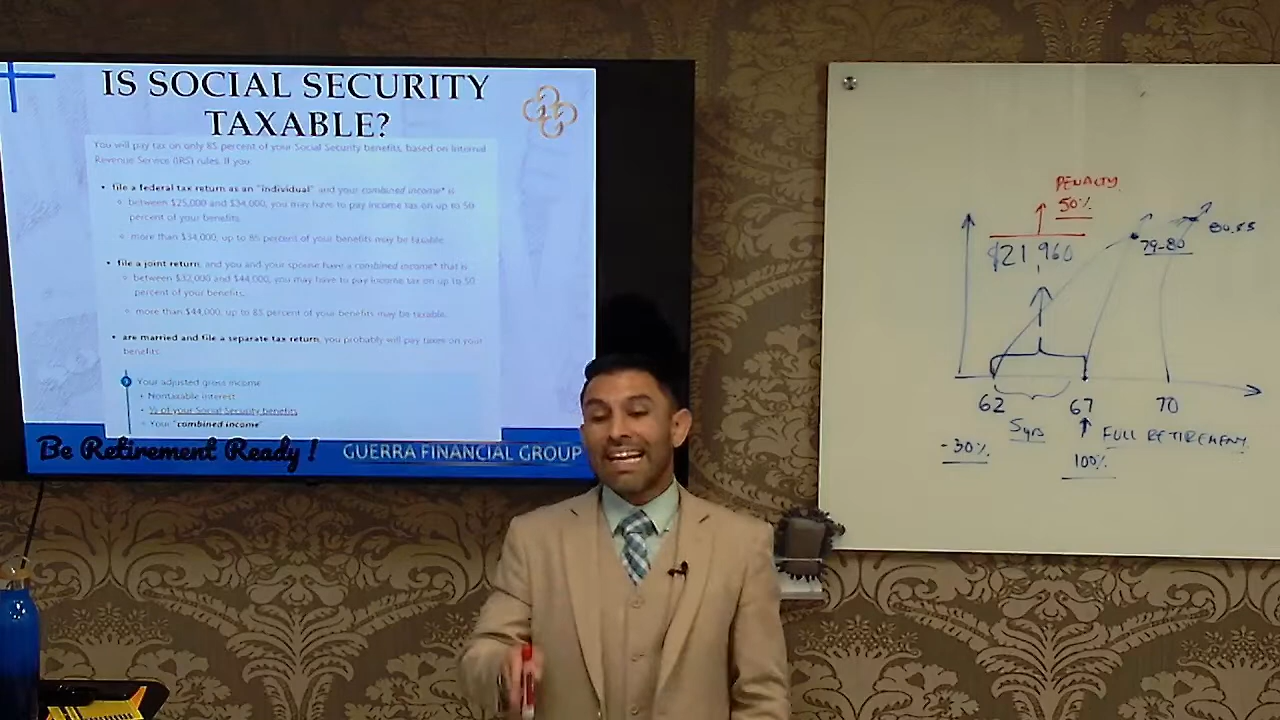 IS SOCIAL SECURITY
TAXABLE?
You will pay tax on only 85 percent of your Social Security benefits, based on Internal
Revenue Service (IRS) rules. If you:
• file a federal tax return as an "individual" and your combined income* is
between $25,000 and $34,000, you may have to pay income tax on up to 50
percent of your benefits.
more than $34,000, up to 85 percent of your benefits may be taxable.
• file a joint return, and you and your spouse have a combined income* that is
between $32,000 and $44,000, you may have to pay income tax on up to 50
percent of your benefits.
more than $44,000, up to 85 percent of your benefits may be taxable.
• are married and file a separate tax return, you probably will pay taxes on your
benefits.
Your adjusted gross income
+ Nontaxable interest
+ ½ of your Social Security benefits
= Your "combined income"
Be Retirement Ready!
GUERRA FINANCIAL GROUP
PENALTY
50%
$21,960
79-80
62
67
70
5yrs
FULL RETIREMENT
-30%
100%